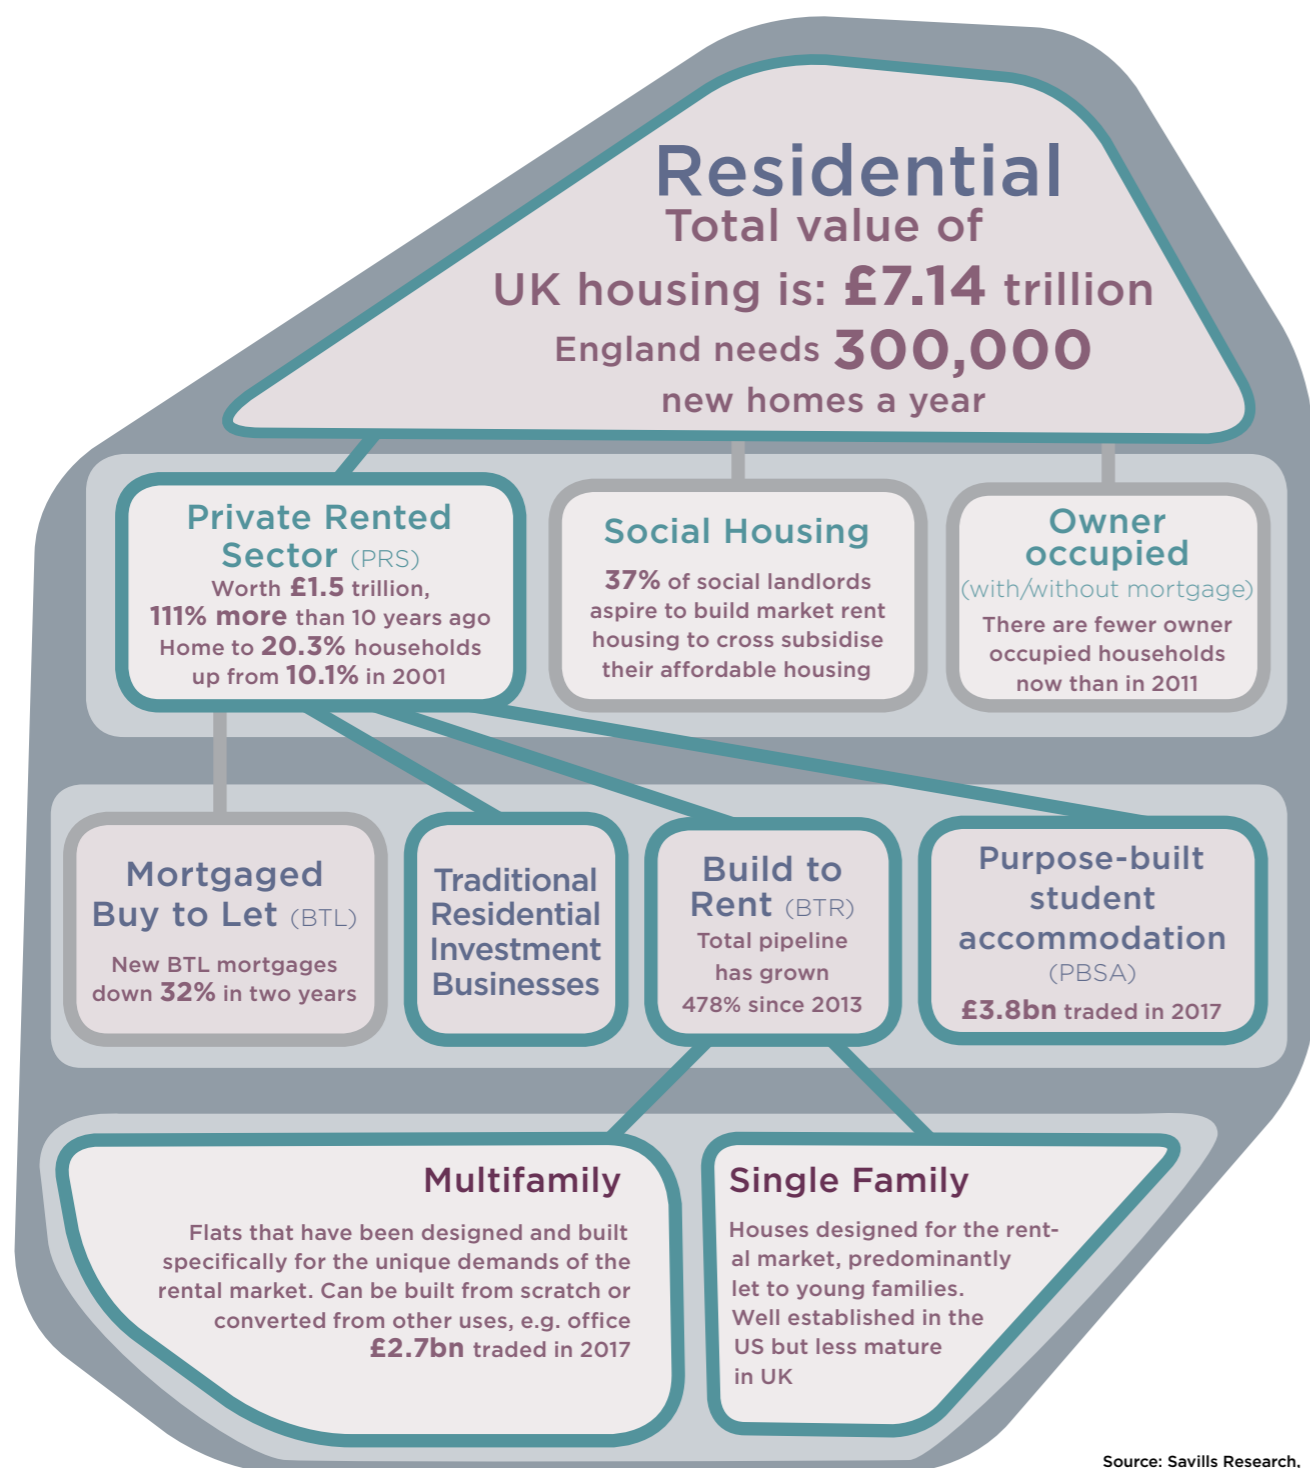 Residential
Total value of
UK housing is: £7.14 trillion
England needs 300,000
new homes a year
Private Rented
Sector (PRS)
Worth £1.5 trillion,
111% more than 10 years ago
Home to 20.3% households
up from 10.1% in 2001
Social Housing
37% of social landlords
aspire to build market rent
housing to cross subsidise
their affordable housing
Owner
occupied
(with/without mortgage)
There are fewer owner
occupied households
now than in 2011
Mortgaged
Buy to Let (BTL)
New BTL mortgages
down 32% in two years
Traditional
Residential
Investment
Businesses
Build to
Rent (BTR)
Total pipeline
has grown
478% since 2013
Purpose-built
student
accommodation
(PBSA)
£3.8bn traded in 2017
Multifamily
Flats that have been designed and built
specifically for the unique demands of the
rental market. Can be built from scratch or
converted from other uses, e.g. office
£2.7bn traded in 2017
Single Family
Houses designed for the rent-
al market, predominantly
let to young families.
Well established in the
US but less mature
in UK
Source: Savills Research,